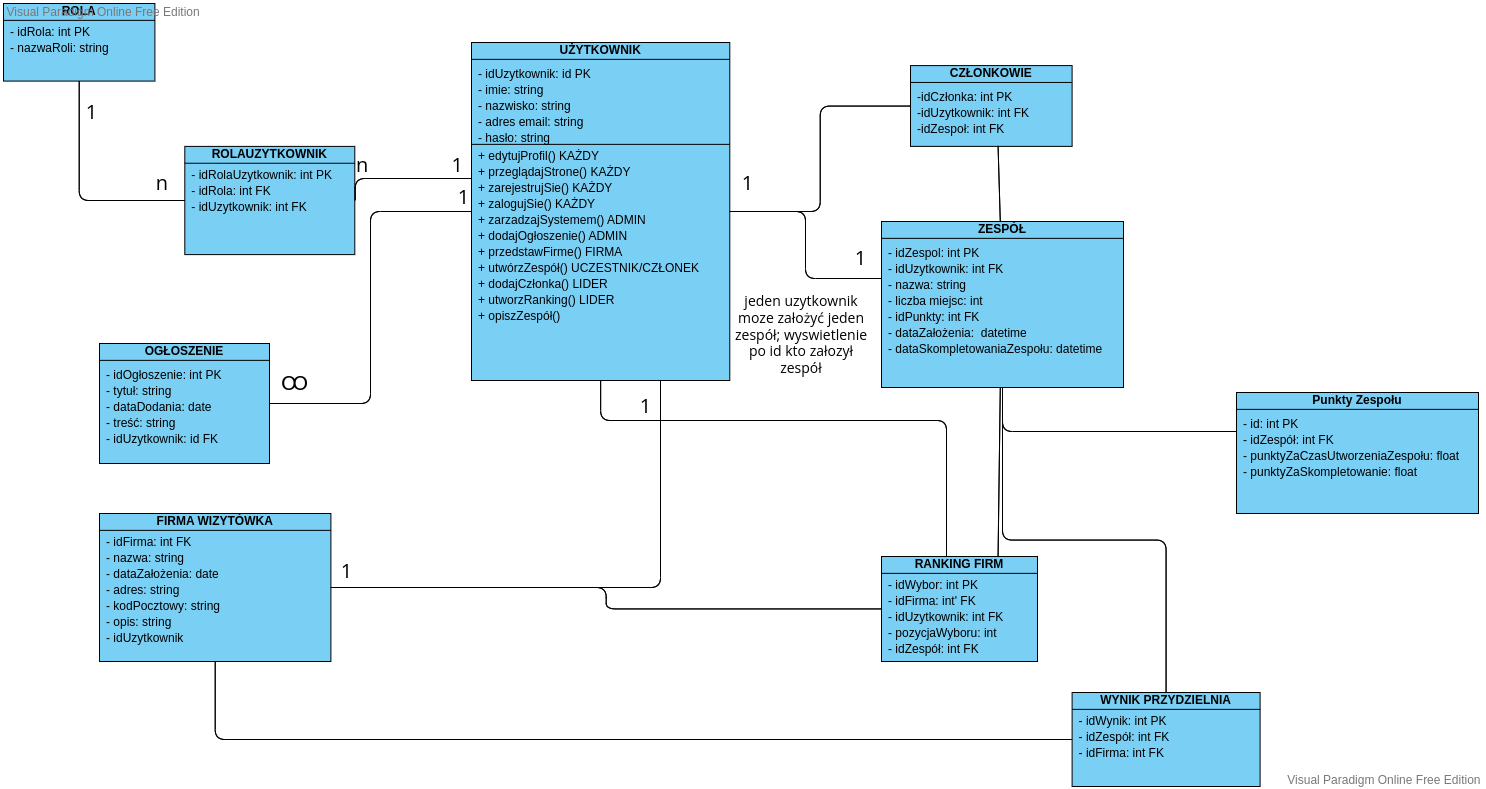 Visual Paradigm Online Free Edition
ROLA
- idRola: int PK
- nazwaRoli: string
1
n
ROLAUZYTKOWNIK
- idRolaUzytkownik: int PK
- idRola: int FK
- idUzytkownik: int FK
n
1
1
UŻYTKOWNIK
- idUzytkownik: id PK
- imie: string
- nazwisko: string
- adres email: string
- hasło: string
+ edytujProfil() KAŻDY
+ przeglądajStrone() KAŻDY
+ zarejestrujSie() KAŻDY
+ zalogujSie() KAŻDY
+ zarzadzajSystemem() ADMIN
+ dodajOgłoszenie() ADMIN
+ przedstawFirme() FIRMA
+ utwórzZespół() UCZESTNIK/CZŁONEK
+ dodajCzłonka() LIDER
+ utworzRanking() LIDER
+ opiszZespół()
1
1
jeden uzytkownik
moze założyć jeden
zespół; wyswietlenie
po id kto załozył
zespół
CZŁONKOWIE
-idCzłonka: int PK
-idUzytkownik: int FK
-idZespoł: int FK
ZESPÓŁ
- idZespol: int PK
- idUzytkownik: int FK
- nazwa: string
- liczba miejsc: int
- idPunkty: int FK
- dataZałożenia: datetime
- dataSkompletowaniaZespołu: datetime
OGŁOSZENIE
- idOgłoszenie: int PK
- tytuł: string
- dataDodania: date
- treść: string
- idUzytkownik: id FK
∞
1
Punkty Zespołu
- id: int PK
- idZespół: int FK
- punktyZaCzasUtworzeniaZespołu: float
- punktyZaSkompletowanie: float
FIRMA WIZYTÓWKA
- idFirma: int FK
- nazwa: string
- dataZałożenia: date
- adres: string
- kodPocztowy: string
- opis: string
- idUzytkownik
1
RANKING FIRM
- idWybor: int PK
- idFirma: int' FK
- idUzytkownik: int FK
- pozycjaWyboru: int
- idZespół: int FK
WYNIK PRZYDZIELNIA
- idWynik: int PK
- idZespół: int FK
- idFirma: int FK
Visual Paradigm Online Free Edition